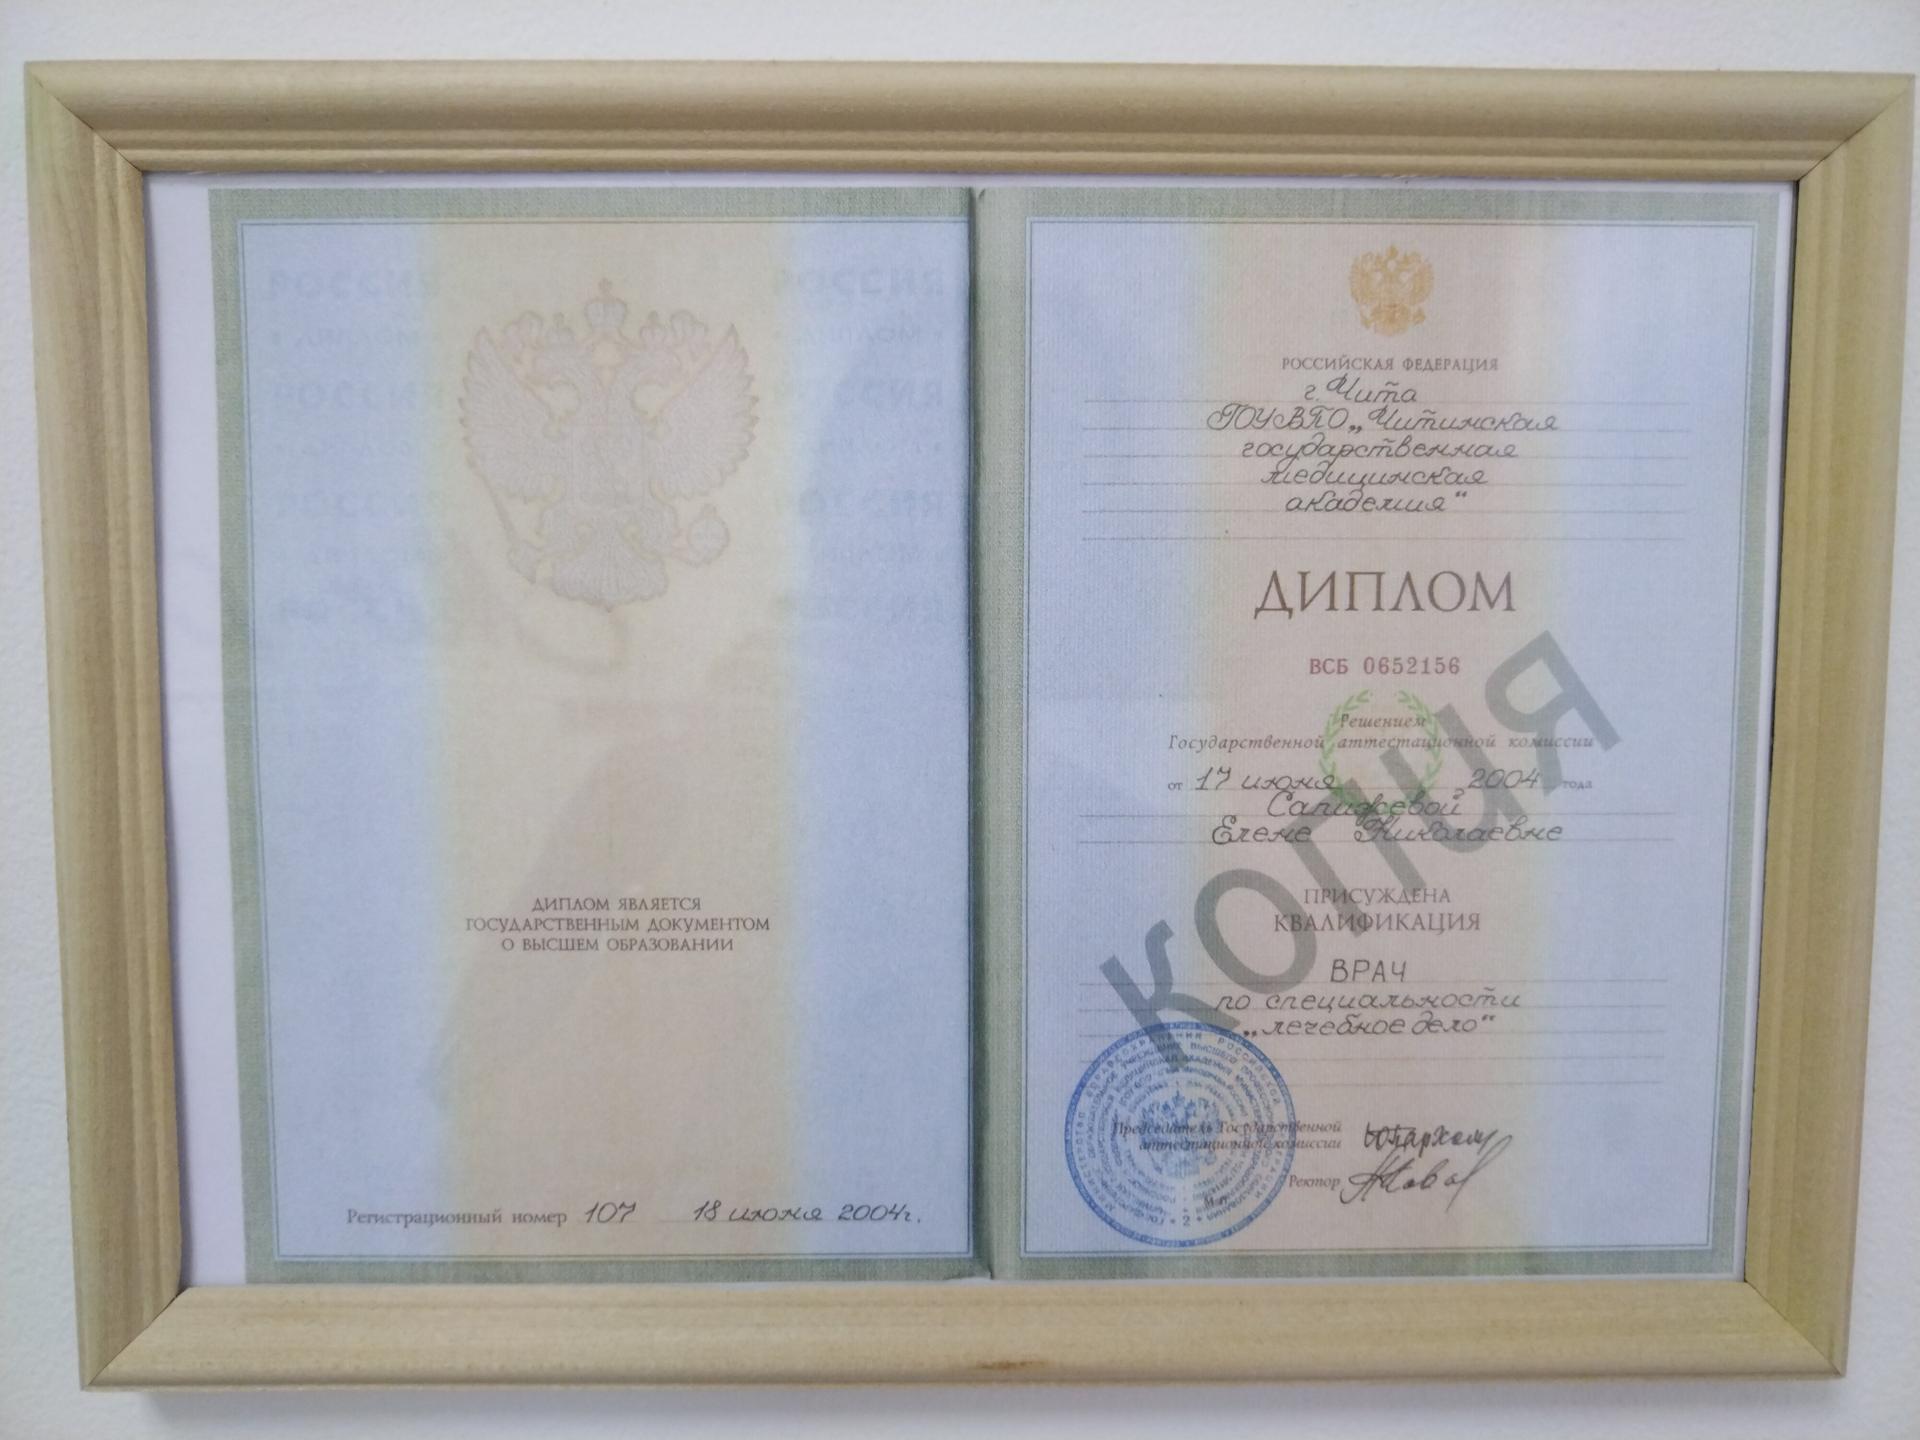 ДИПЛОМ ЯВЛЯЕТСЯ
ГОСУДАРСТВЕННЫМ ДОКУМЕНТОМ
О ВЫСШЕМ ОБРАЗОВАНИИ
Регистрационный номер 107 18 июня 2004г.
РОССИЙСКАЯ ФЕДЕРАЦИЯ
г. Чита
ГОУВПО „Читинская
государственная
медицинская
академия“
ДИПЛОМ
ВСБ 0652156
Решением
Государственной аттестационной комиссии
от 17 июня 2004 года
Сапижевой
Елене Николаевне
КОПИЯ
ПРИСУЖДЕНА
КВАЛИФИКАЦИЯ
ВРАЧ
по специальности
„лечебное дело“
Председатель Государственной
аттестационной комиссии
Ректор